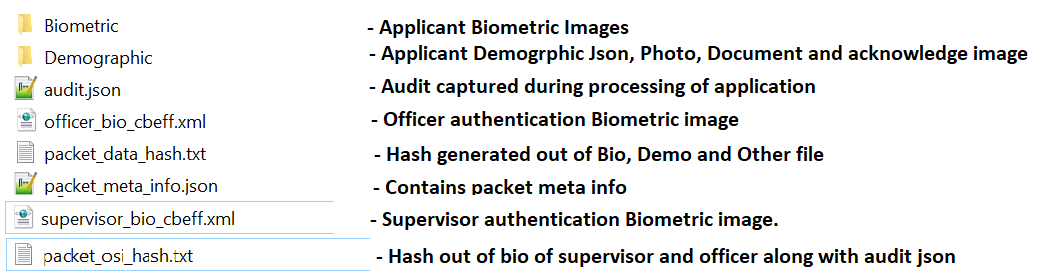 Biometric - Applicant Biometric Images
Demographic - Applicant Demogrphic Json, Photo, Document and acknowledge image
audit.json - Audit captured during processing of application
officer_bio_cbeff.xml - Officer authentication Biometric image
packet_data_hash.txt - Hash generated out of Bio, Demo and Other file
packet_meta_info.json - Contains packet meta info
supervisor_bio_cbeff.xml - Supervisor authentication Biometric image.
packet_osi_hash.txt - Hash out of bio of supervisor and officer along with audit json